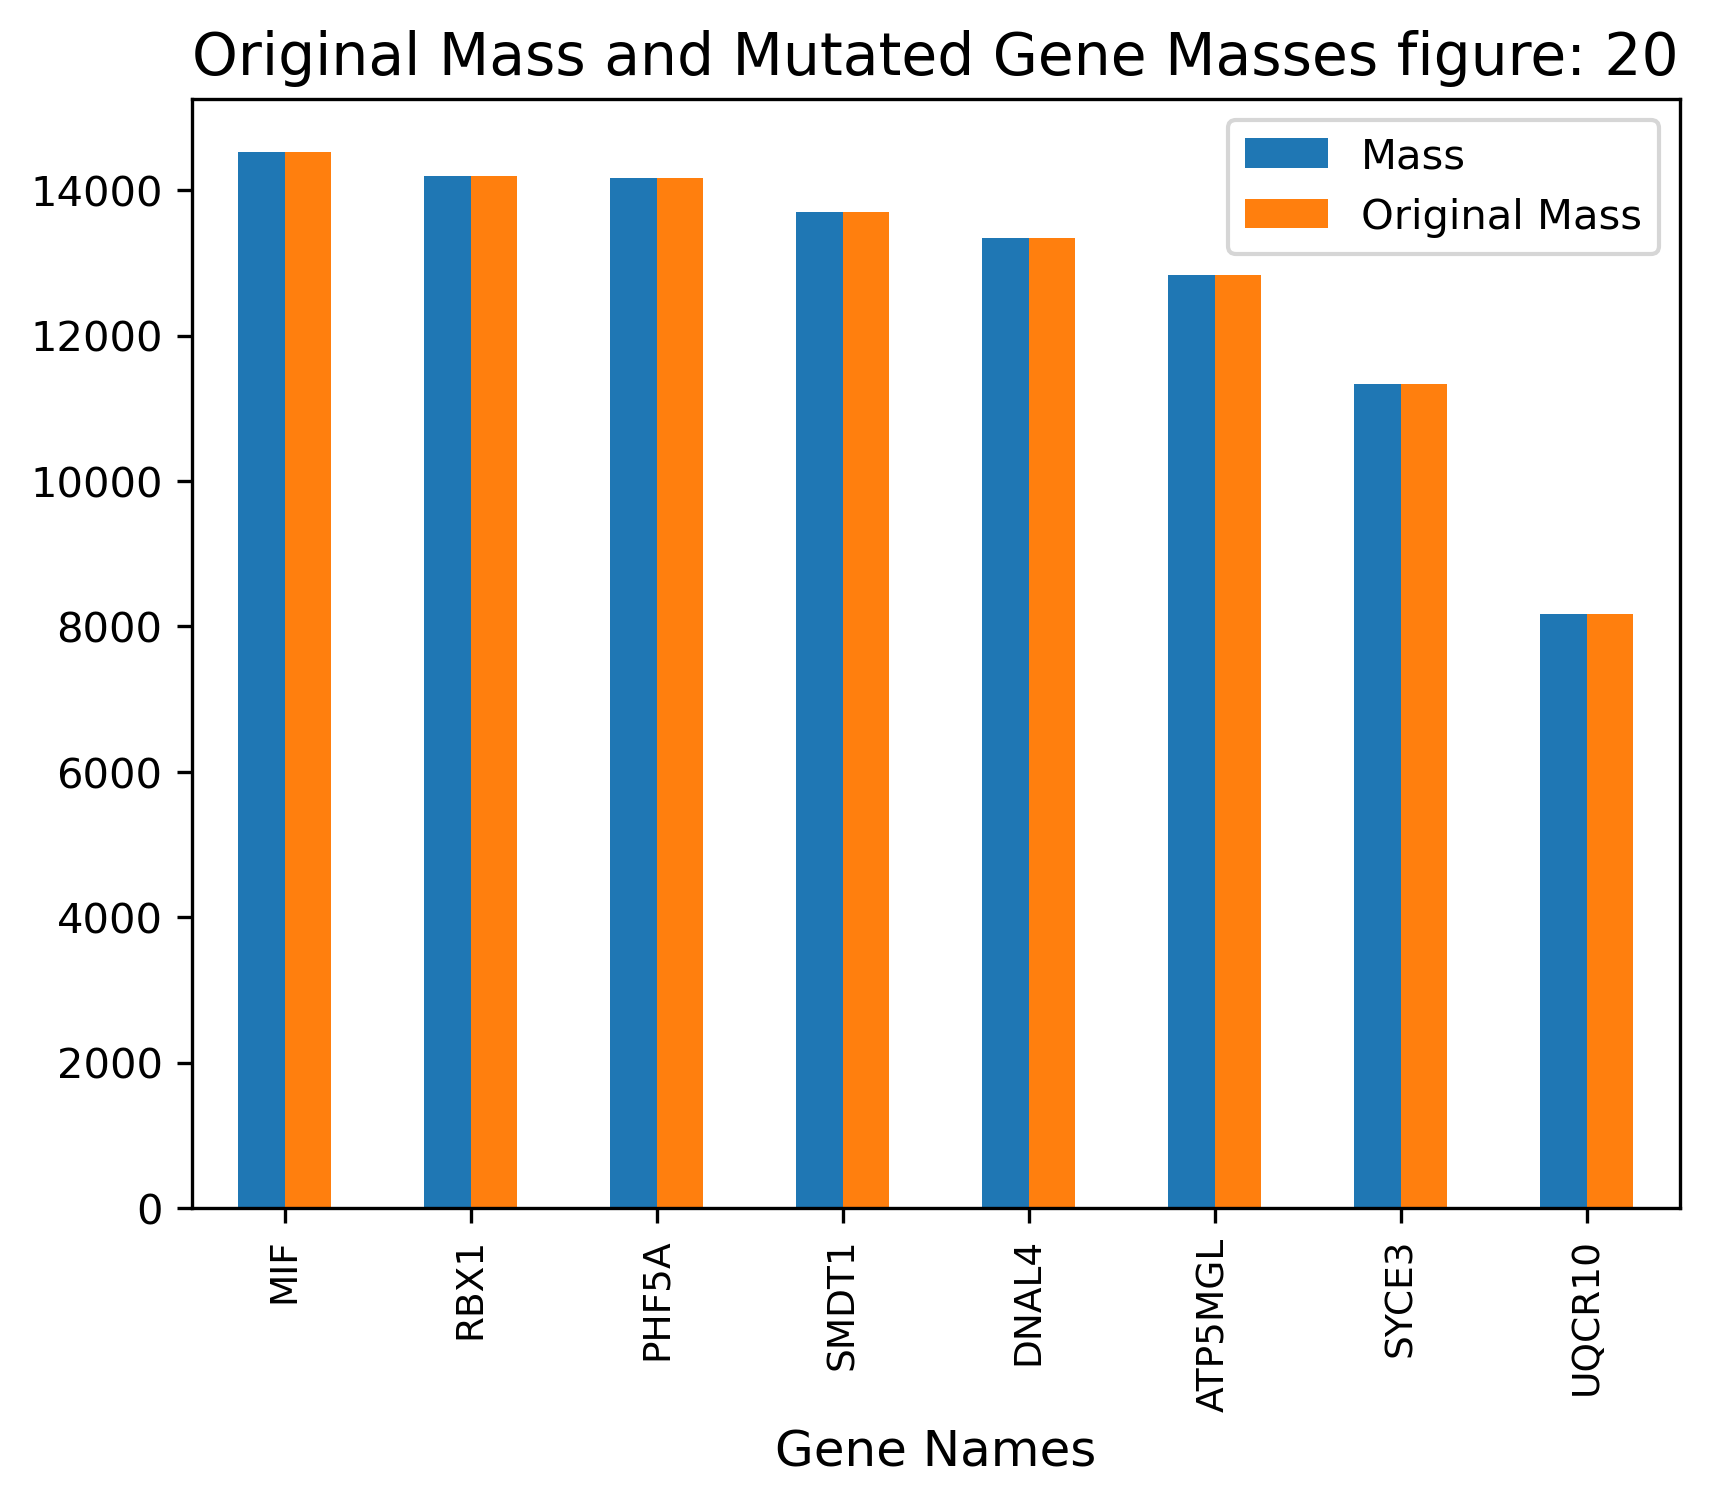 Original Mass and Mutated Gene Masses figure: 20
Mass
Original Mass
14000
12000
10000
8000
6000
4000
2000
0
MIF
RBX1
PHF5A
SMDT1
DNAL4
ATP5MGL
SYCE3
UQCR10
Gene Names